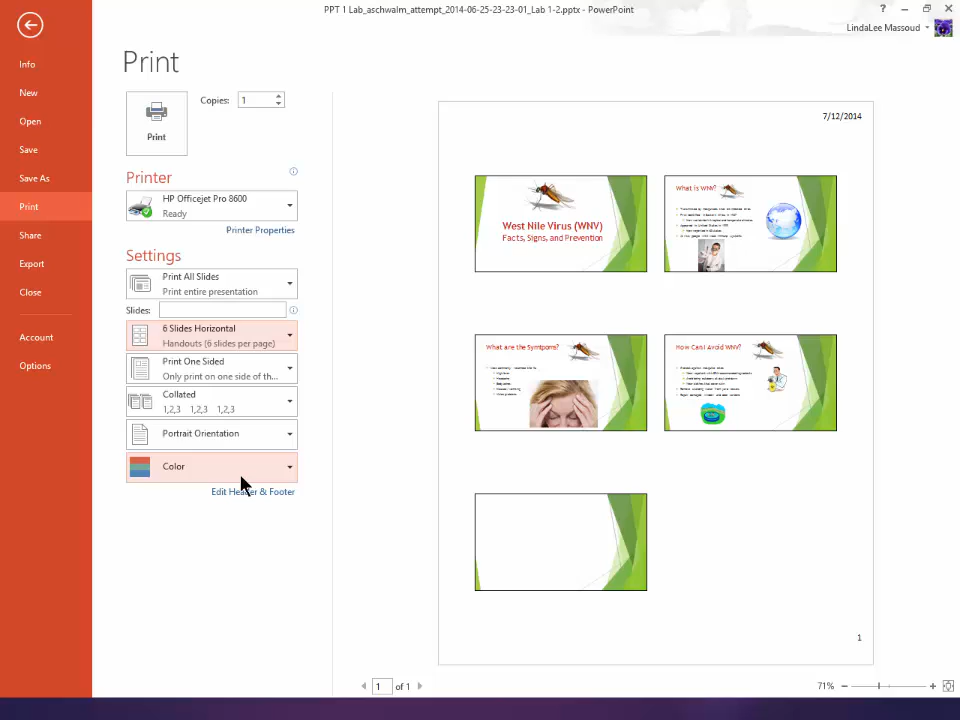 PPT 1 Lab_aschwalm_attempt_2014-06-25-23-23-01_Lab 1-2.pptx - PowerPoint
?
LindaLee Massoud
Info
New
Open
Save
Save As
Print
Share
Export
Close
Account
Options
Print
Print
Copies: 1
Printer
HP Officejet Pro 8600
Ready
Printer Properties
Settings
Print All Slides
Print entire presentation
Slides:
6 Slides Horizontal
Handouts (6 slides per page)
Print One Sided
Only print on one side of th...
Collated
1,2,3 1,2,3 1,2,3
Portrait Orientation
Color
Edit Header & Footer
7/12/2014
West Nile Virus (WNV)
Facts, Signs, and Prevention
What is WNV?
What are the Symtpoms?
How Can I Avoid WNV?
1
1 of 1
71%